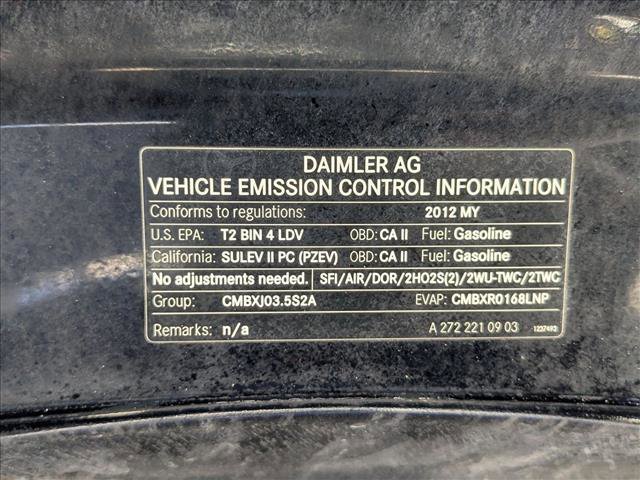 DAIMLER AG
VEHICLE EMISSION CONTROL INFORMATION
Conforms to regulations: 2012 MY
U.S. EPA: T2 BIN 4 LDV OBD: CA II Fuel: Gasoline
California: SULEV II PC (PZEV) OBD: CA II Fuel: Gasoline
No adjustments needed. SFI/AIR/DOR/2HO2S(2)/2WU-TWC/2TWC
Group: CMBXJ03.5S2A EVAP: CMBXR0168LNP
Remarks: n/a A 272 221 09 03 1237493